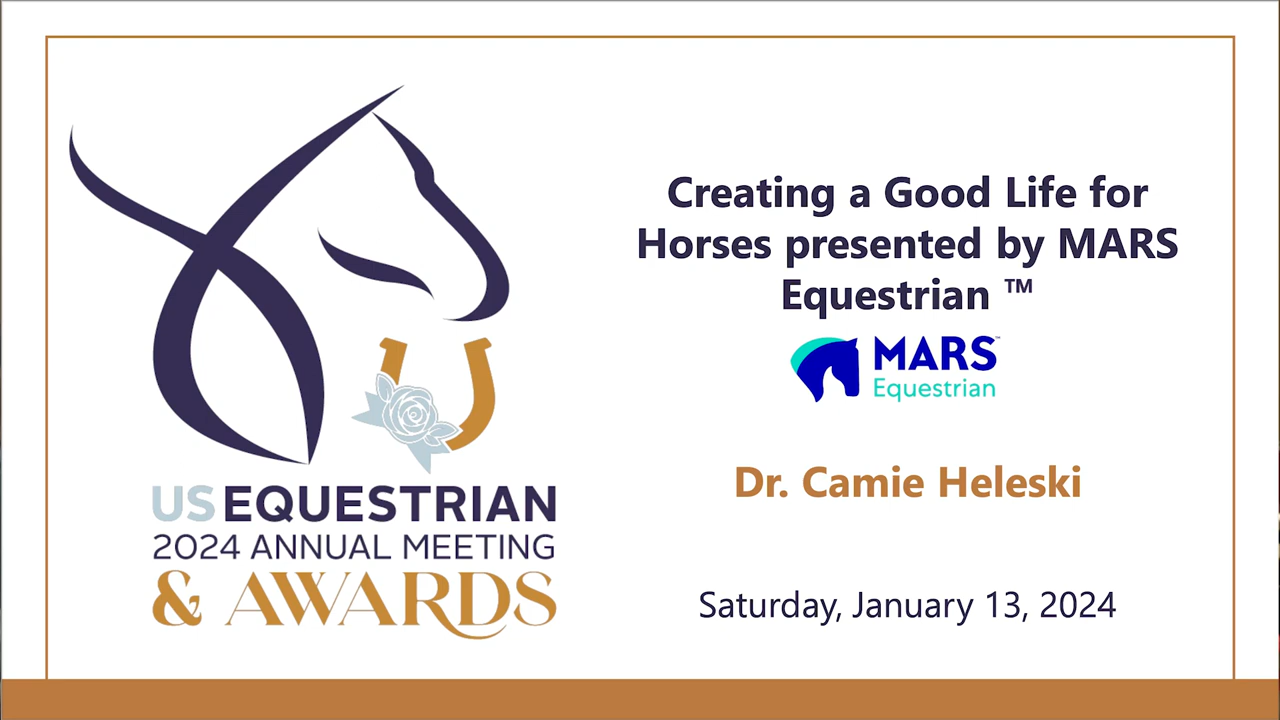 US EQUESTRIAN
2024 ANNUAL MEETING
& AWARDS
Creating a Good Life for
Horses presented by MARS
Equestrian ™
MARS™
Equestrian
Dr. Camie Heleski
Saturday, January 13, 2024